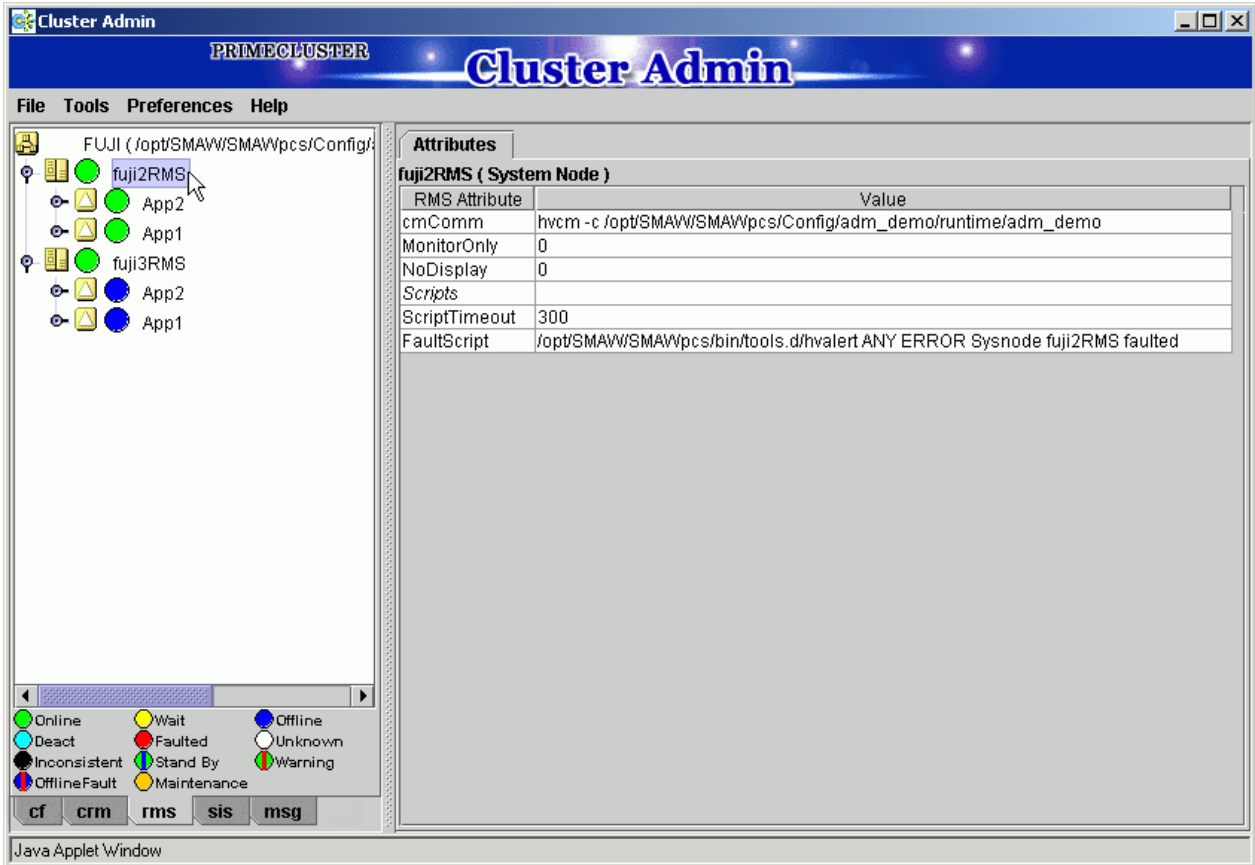 Cluster Admin
PRIMECLUSTER
Cluster Admin
File Tools Preferences Help
FUJI ( /opt/SMAW/SMAWpcs/Config/
fuji2RMS
App2
App1
fuji3RMS
App2
App1
Attributes
fuji2RMS ( System Node )
RMS Attribute Value
cmComm hvcm -c /opt/SMAW/SMAWpcs/Config/adm_demo/runtime/adm_demo
MonitorOnly 0
NoDisplay 0
Scripts
ScriptTimeout 300
FaultScript /opt/SMAW/SMAWpcs/bin/tools.d/hvalert ANY ERROR Sysnode fuji2RMS faulted
Online Wait Offline
Deact Faulted Unknown
Inconsistent Stand By Warning
OfflineFault Maintenance
cf crm rms sis msg
Java Applet Window